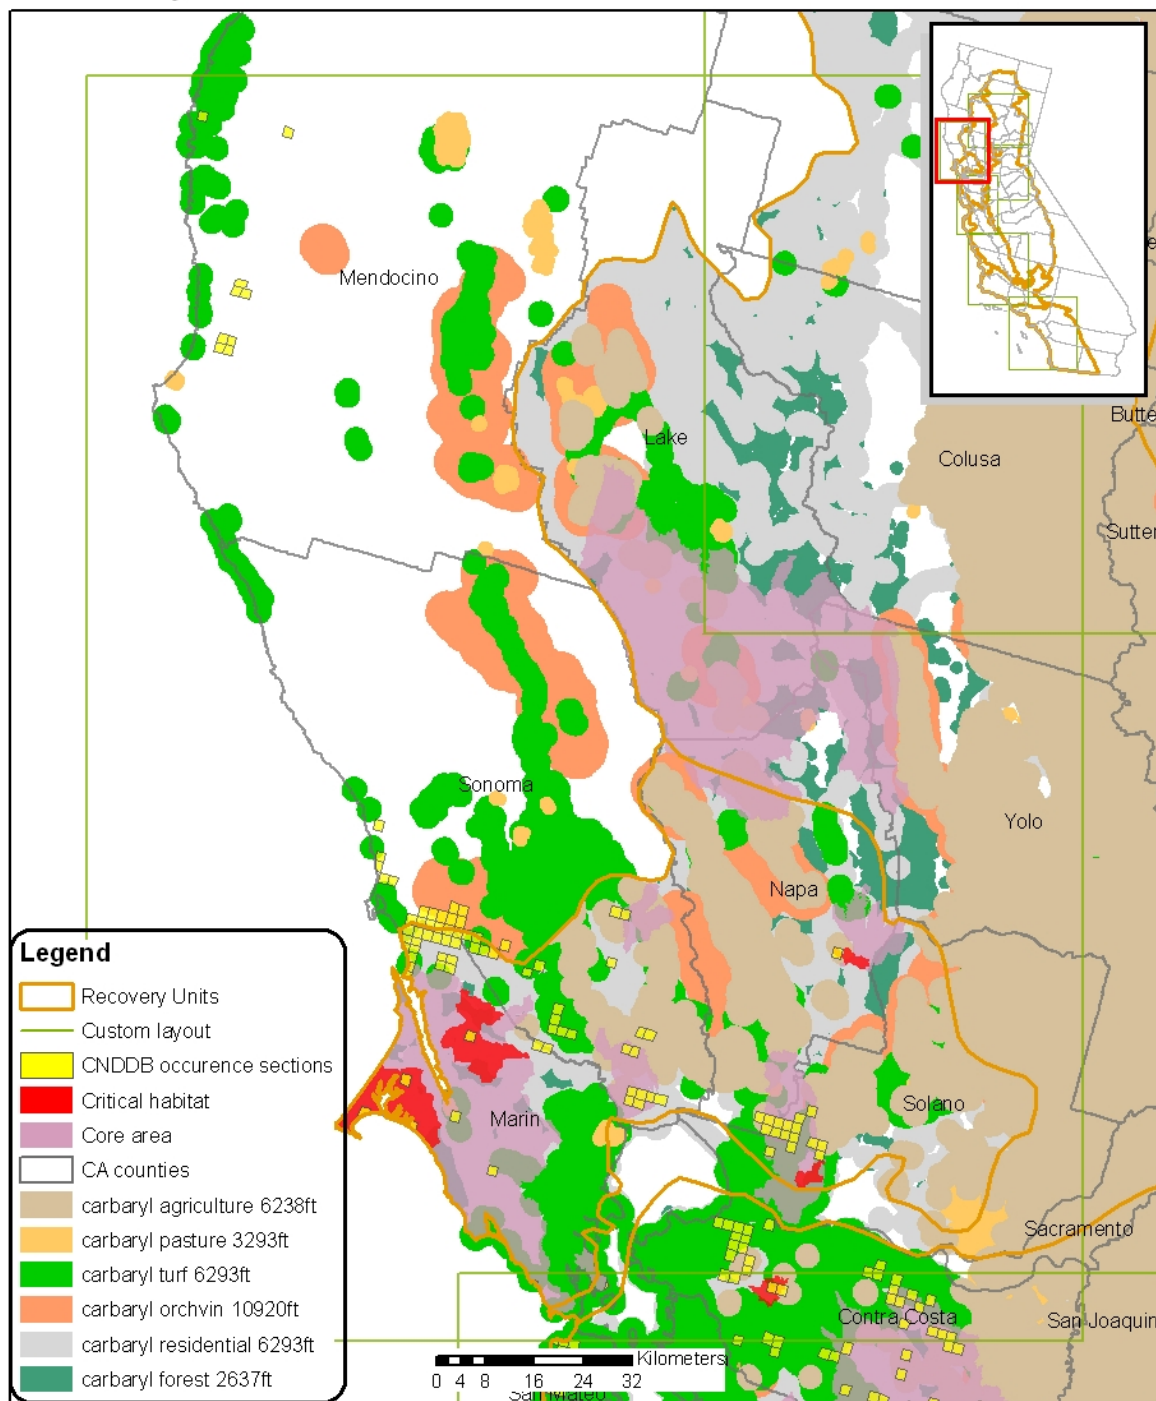 Mendocino
Lake
Colusa
Butte
Sutter
Sonoma
Yolo
Napa
Legend
Recovery Units
Custom layout
CNDDB occurence sections
Critical habitat
Core area
CA counties
carbaryl agriculture 6238ft
carbaryl pasture 3293ft
carbaryl turf 6293ft
carbaryl orchvin 10920ft
carbaryl residential 6293ft
carbaryl forest 2637ft
Marin
Solano
Sacramento
Contra Costa
San Joaquin
Kilometers
0 4 8 16 24 32
San Mateo